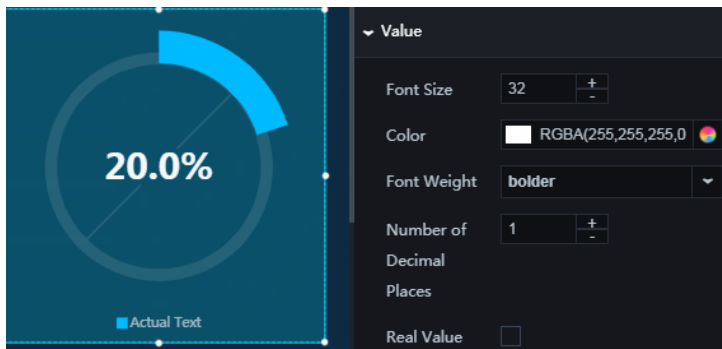 20.0%
Actual Text
Value
Font Size 32 + -
Color RGBA(255,255,255,0
Font Weight bolder
Number of Decimal Places 1 + -
Real Value